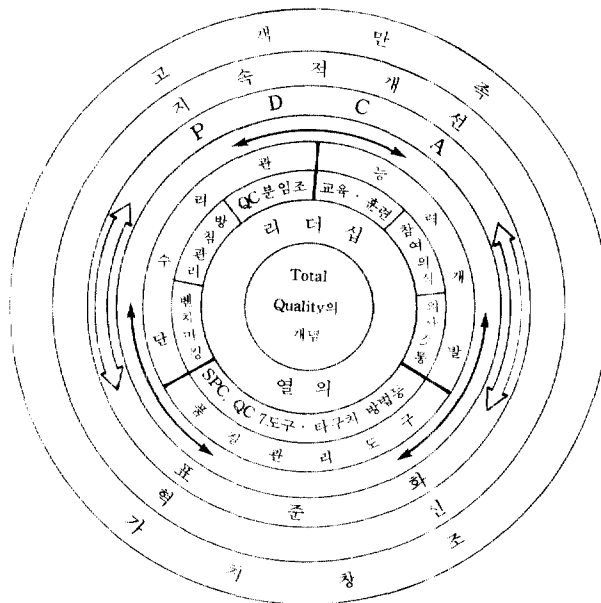 고객만족
지속적개선
P D C A
관리수단
능력개발
QC분임조
교육·훈련
방침관리
참여의식
벤치마킹
의사소통
리더십
Total
Quality의
개념
열의
SPC, QC 7도구·타구치 방법등
품질관리도구
표준화
혁신
가치창조